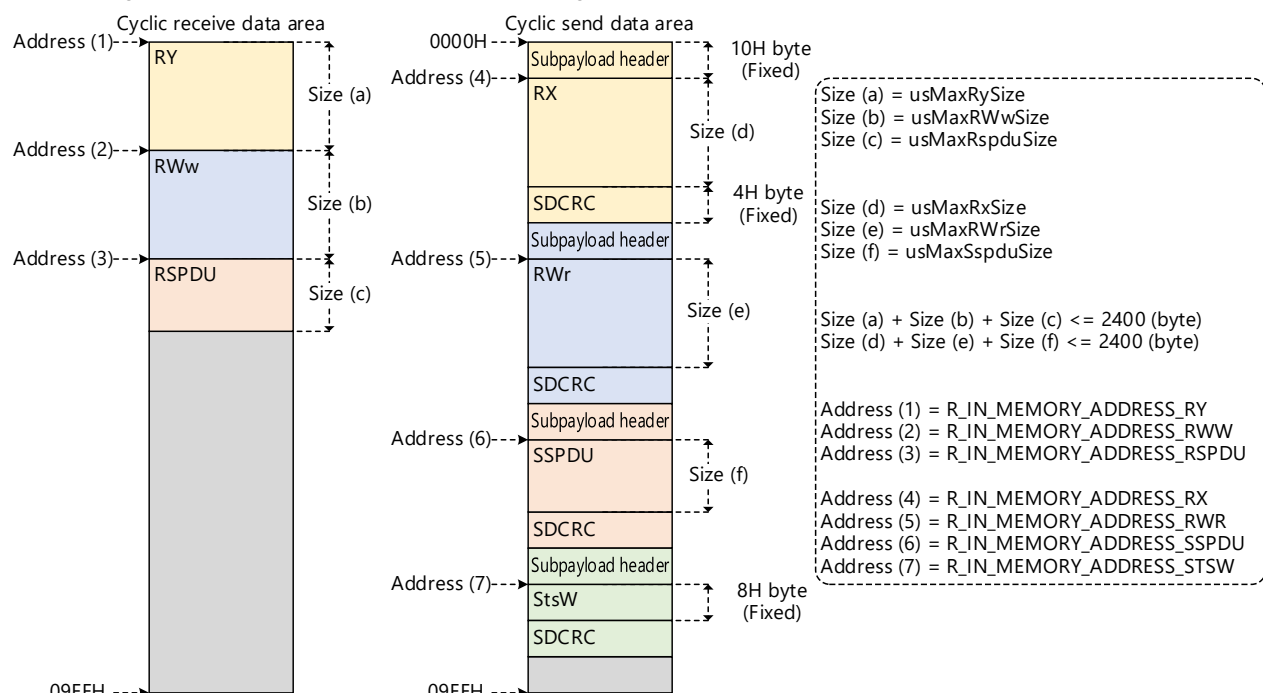 Cyclic receive data area
Address (1)
RY
Size (a)
Address (2)
RWw
Size (b)
Address (3)
RSPDU
Size (c)
Cyclic send data area
0000H
Subpayload header
10H byte
(Fixed)
Address (4)
RX
Size (d)
SDCRC
4H byte
(Fixed)
Subpayload header
Address (5)
RWr
Size (e)
SDCRC
Subpayload header
Address (6)
SSPDU
Size (f)
SDCRC
Subpayload header
Address (7)
StsW
8H byte
(Fixed)
SDCRC
Size (a) = usMaxRySize
Size (b) = usMaxRWwSize
Size (c) = usMaxRspduSize
Size (d) = usMaxRxSize
Size (e) = usMaxRWrSize
Size (f) = usMaxSspduSize
Size (a) + Size (b) + Size (c) <= 2400 (byte)
Size (d) + Size (e) + Size (f) <= 2400 (byte)
Address (1) = R_IN_MEMORY_ADDRESS_RY
Address (2) = R_IN_MEMORY_ADDRESS_RWW
Address (3) = R_IN_MEMORY_ADDRESS_RSPDU
Address (4) = R_IN_MEMORY_ADDRESS_RX
Address (5) = R_IN_MEMORY_ADDRESS_RWR
Address (6) = R_IN_MEMORY_ADDRESS_SSPDU
Address (7) = R_IN_MEMORY_ADDRESS_STSW